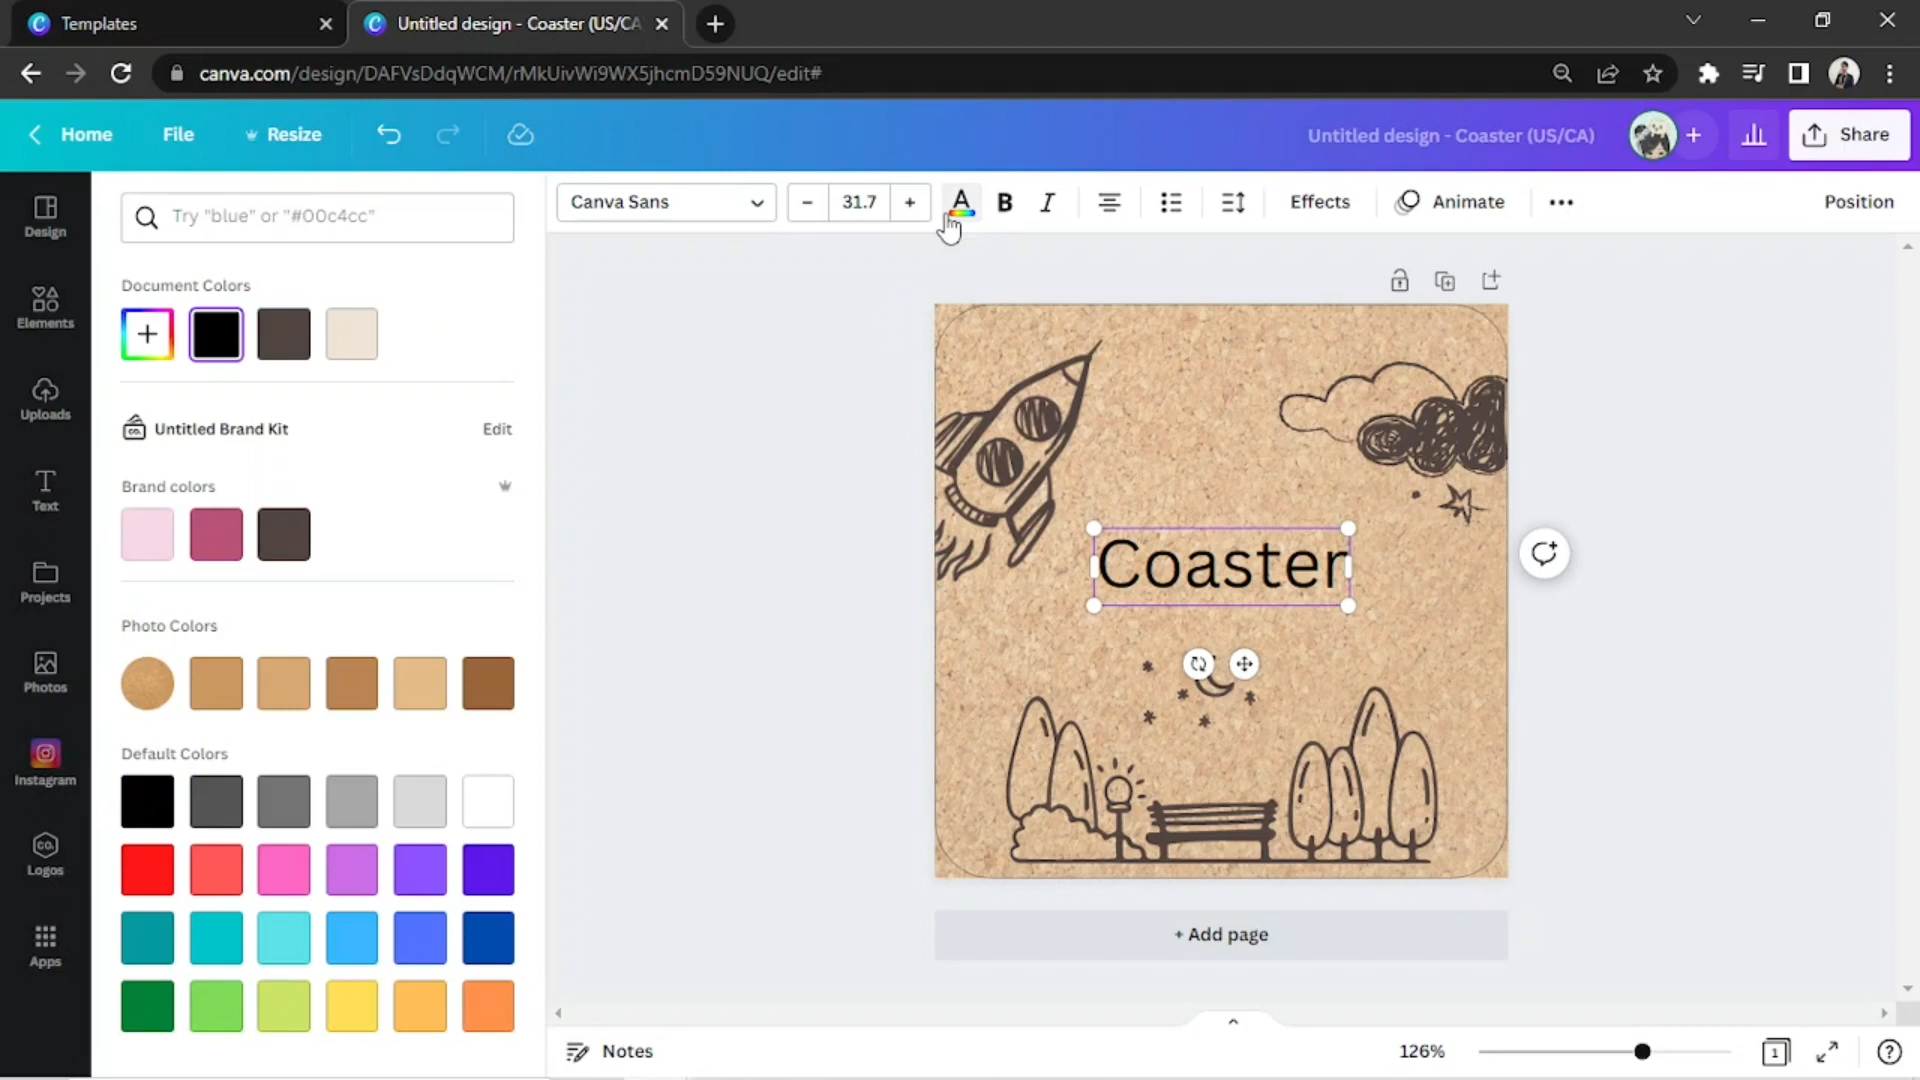 Templates
Untitled design - Coaster (US/CA
canva.com/design/DAFVsDdqWCM/rMkUivWi9WX5jhcmD59NUQ/edit#
Home
File
Resize
Untitled design - Coaster (US/CA)
Share
Design
Elements
Uploads
Text
Projects
Photos
Instagram
Logos
Apps
Try "blue" or "#00c4cc"
Document Colors
CO.
Untitled Brand Kit
Edit
Brand colors
Photo Colors
Default Colors
Canva Sans
31.7
A
B
I
Effects
Animate
Position
Coaster
+ Add page
Notes
126%
1